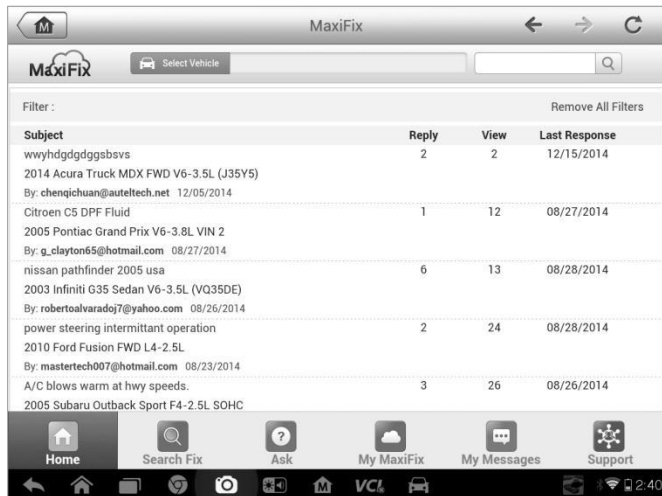 M
MaxiFix
MaxiFix
Select Vehicle
Filter :
Remove All Filters
Subject Reply View Last Response
wwyhdgdgdggsbsvs 2 2 12/15/2014
2014 Acura Truck MDX FWD V6-3.5L (J35Y5)
By: chenqichuan@auteltech.net 12/05/2014
Citroen C5 DPF Fluid 1 12 08/27/2014
2005 Pontiac Grand Prix V6-3.8L VIN 2
By: g_clayton65@hotmail.com 08/27/2014
nissan pathfinder 2005 usa 6 13 08/28/2014
2003 Infiniti G35 Sedan V6-3.5L (VQ35DE)
By: robertoalvaradoj7@yahoo.com 08/26/2014
power steering intermittant operation 2 24 08/28/2014
2010 Ford Fusion FWD L4-2.5L
By: mastertech007@hotmail.com 08/23/2014
A/C blows warm at hwy speeds. 3 26 08/26/2014
2005 Subaru Outback Sport F4-2.5L SOHC
Home Search Fix Ask My MaxiFix My Messages Support
M VCI 2:40